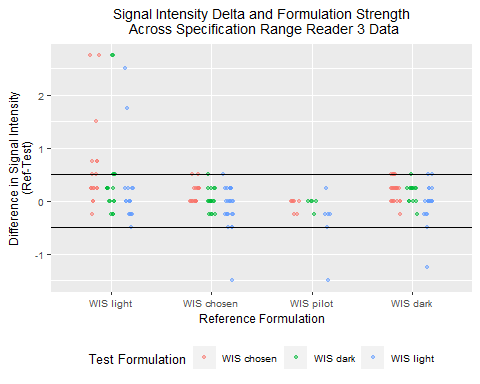 Signal Intensity Delta and Formulation Strength
Across Specification Range Reader 3 Data
Difference in Signal Intensity
(Ref-Test)
2
1
0
-1
WIS light WIS chosen WIS pilot WIS dark
Reference Formulation
Test Formulation WIS chosen WIS dark WIS light